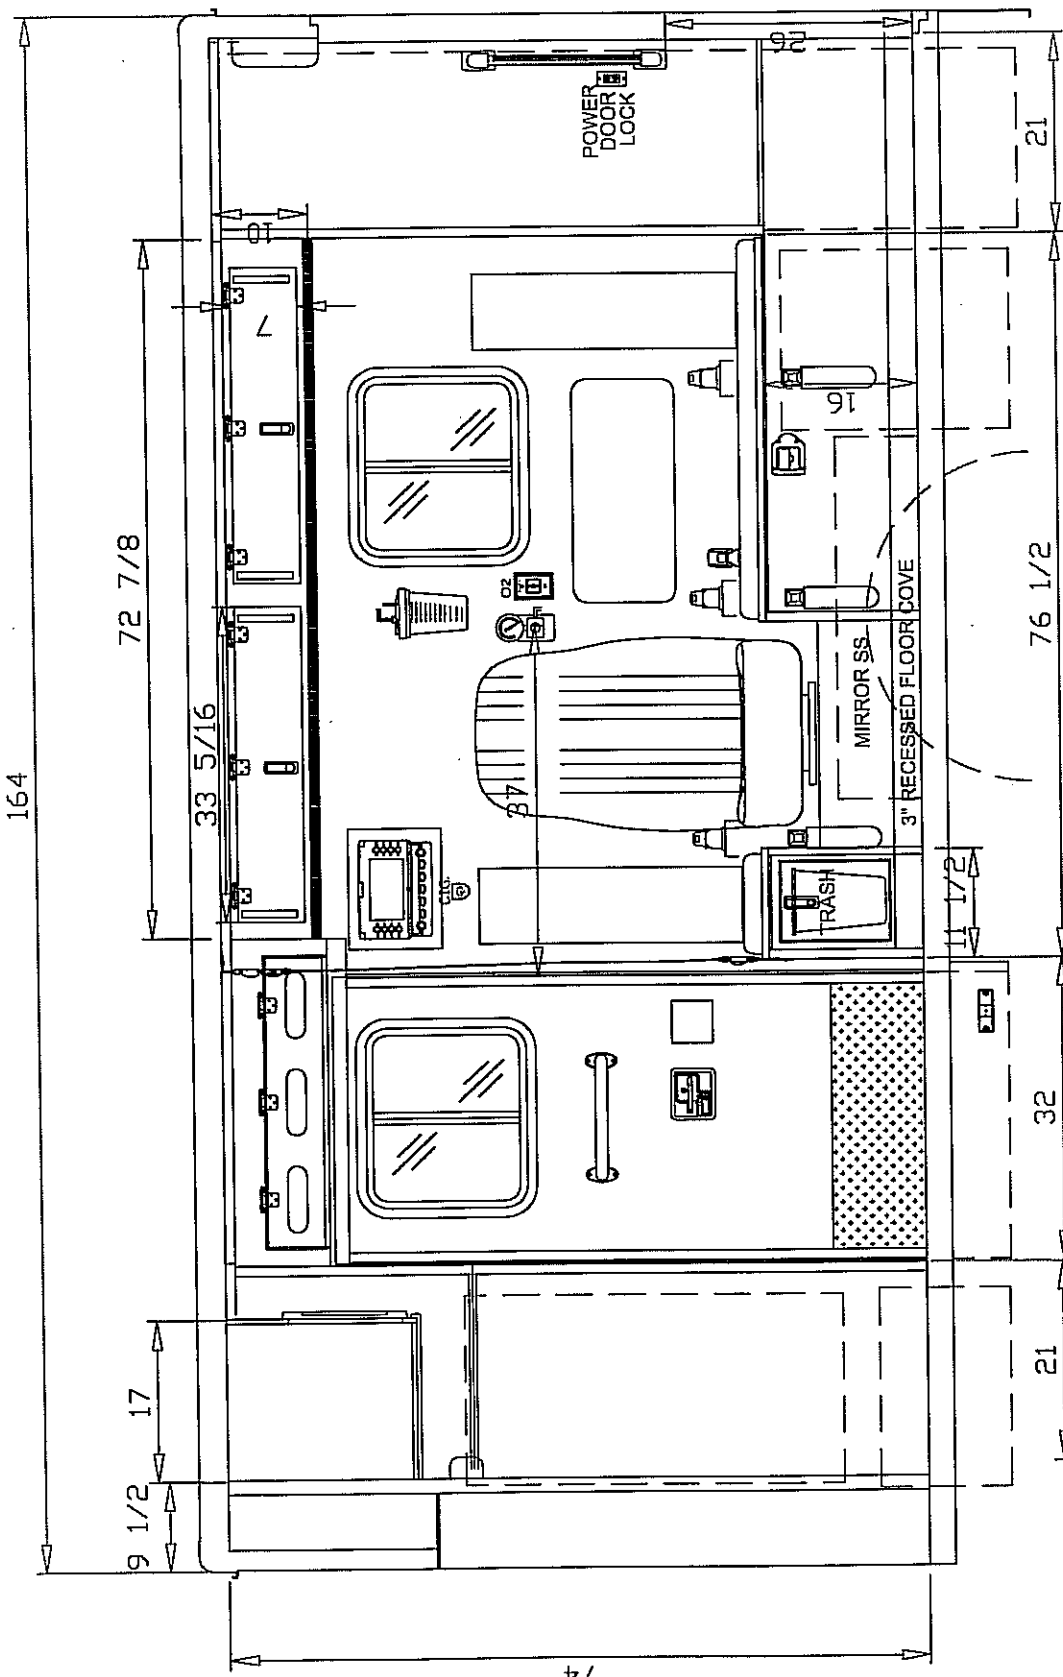 164
72 7/8
33 5/16
17
9 1/2
10
7
26
POWER
DOOR
LOCK
O2
37
16
CIG.
TRASH
MIRROR SS
3" RECESSED FLOOR COVE
11 1/2
74
21
32
76 1/2
21